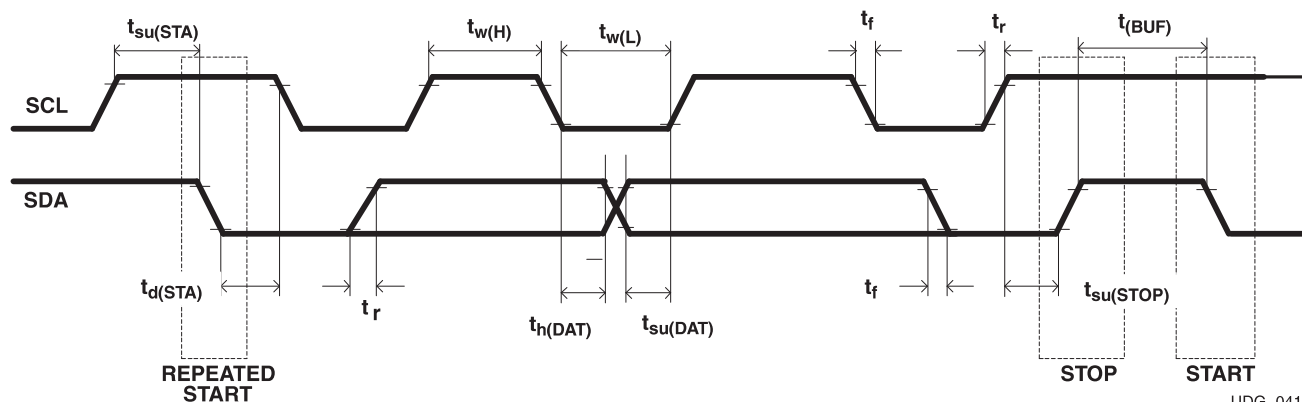 tsu(STA)
tw(H)
tw(L)
tf
tr
t(BUF)
SCL
SDA
td(STA)
tr
th(DAT)
tsu(DAT)
tf
tsu(STOP)
REPEATED
START
STOP
START